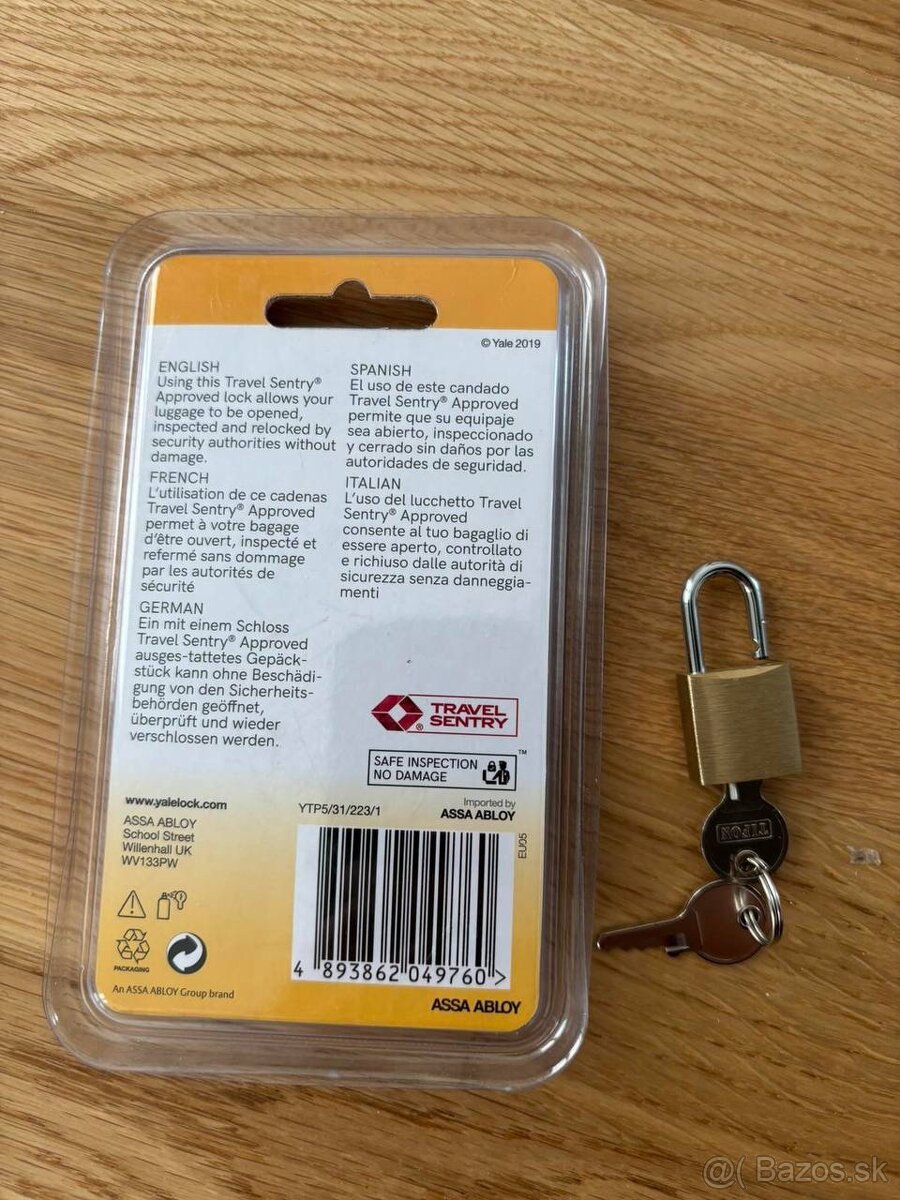 © Yale 2019
ENGLISH
Using this Travel Sentry®
Approved lock allows your
luggage to be opened,
inspected and relocked by
security authorities without
damage.
FRENCH
L'utilisation de ce cadenas
Travel Sentry® Approved
permet à votre bagage
d'être ouvert, inspecté et
refermé sans dommage
par les autorités de
sécurité
GERMAN
Ein mit einem Schloss
Travel Sentry® Approved
ausges-tattetes Gepäck-
stück kann ohne Beschädi-
gung von den Sicherheits-
behörden geöffnet,
überprüft und wieder
verschlossen werden.
SPANISH
El uso de este candado
Travel Sentry® Approved
permite que su equipaje
sea abierto, inspeccionado
y cerrado sin daños por las
autoridades de seguridad.
ITALIAN
L'uso del lucchetto Travel
Sentry® Approved
consente al tuo bagaglio di
essere aperto, controllato
e richiuso dalle autorità di
sicurezza senza danneggia-
menti
TRAVEL
SENTRY
®
SAFE INSPECTION
NO DAMAGE
™
www.yalelock.com
ASSA ABLOY
School Street
Willenhall UK
WV133PW
YTP5/31/223/1
Imported by
ASSA ABLOY
EU05
PACKAGING
An ASSA ABLOY Group brand
4 893862 049760 >
ASSA ABLOY
TIFON
@( Bazos.sk